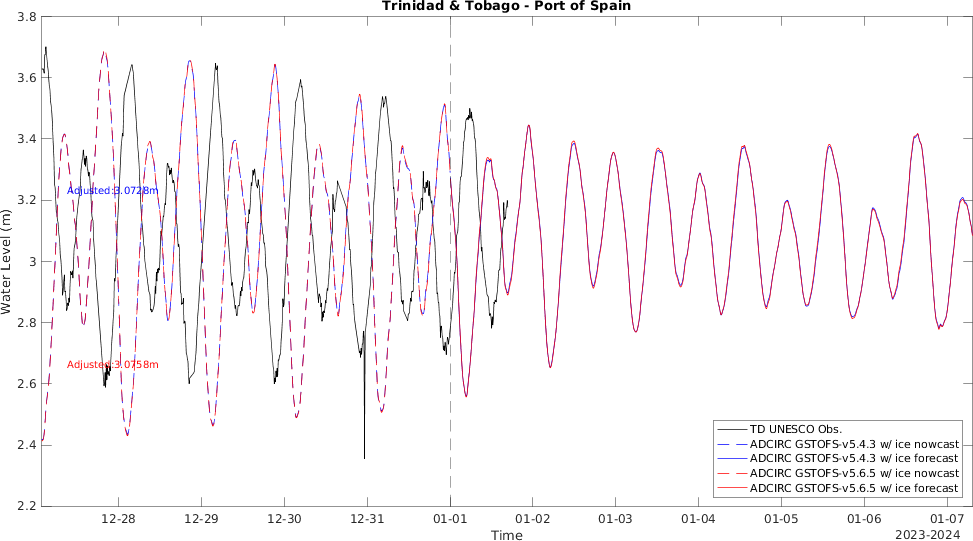 Trinidad & Tobago - Port of Spain
3.8
3.6
3.4
3.2
3
2.8
2.6
2.4
2.2
Water Level (m)
Adjusted:3.0728m
Adjusted:3.0758m
TD UNESCO Obs.
ADCIRC GSTOFS-v5.4.3 w/ ice nowcast
ADCIRC GSTOFS-v5.4.3 w/ ice forecast
ADCIRC GSTOFS-v5.6.5 w/ ice nowcast
ADCIRC GSTOFS-v5.6.5 w/ ice forecast
12-28 12-29 12-30 12-31 01-01 01-02 01-03 01-04 01-05 01-06 01-07
Time
2023-2024